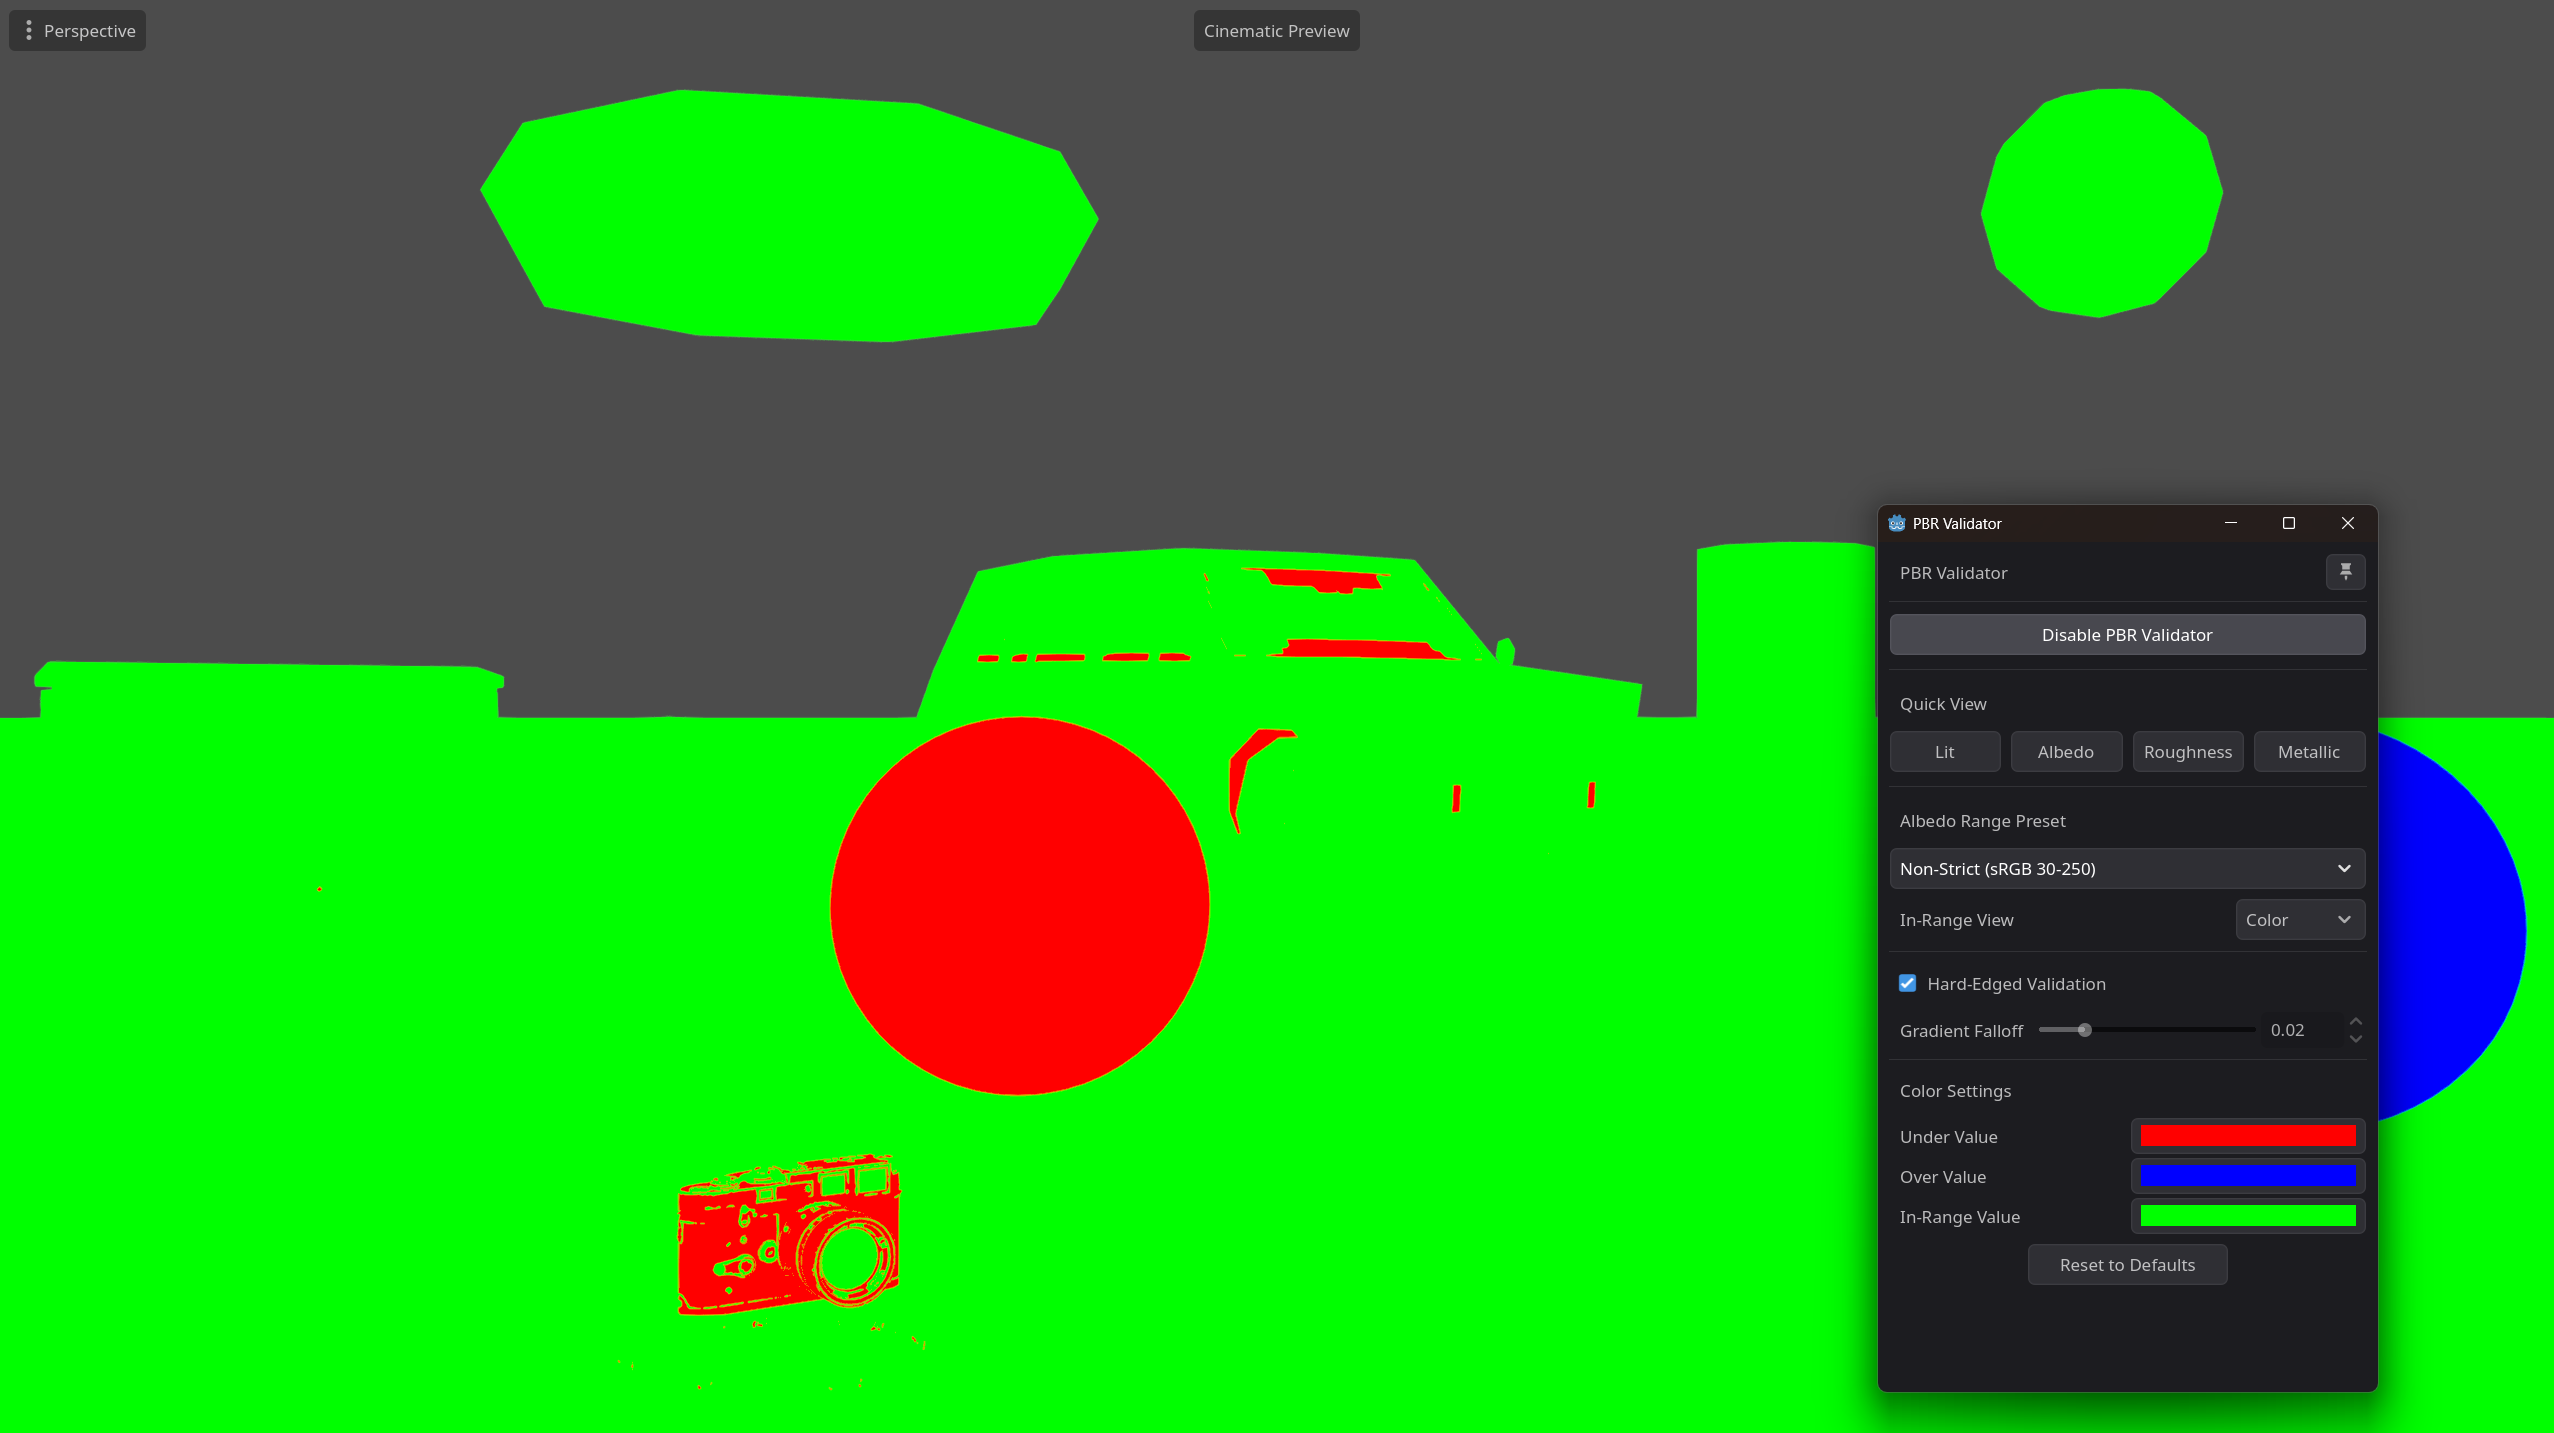 Perspective
Cinematic Preview
PBR Validator
PBR Validator
Disable PBR Validator
Quick View
Lit Albedo Roughness Metallic
Albedo Range Preset
Non-Strict (sRGB 30-250)
In-Range View Color
Hard-Edged Validation
Gradient Falloff 0.02
Color Settings
Under Value
Over Value
In-Range Value
Reset to Defaults